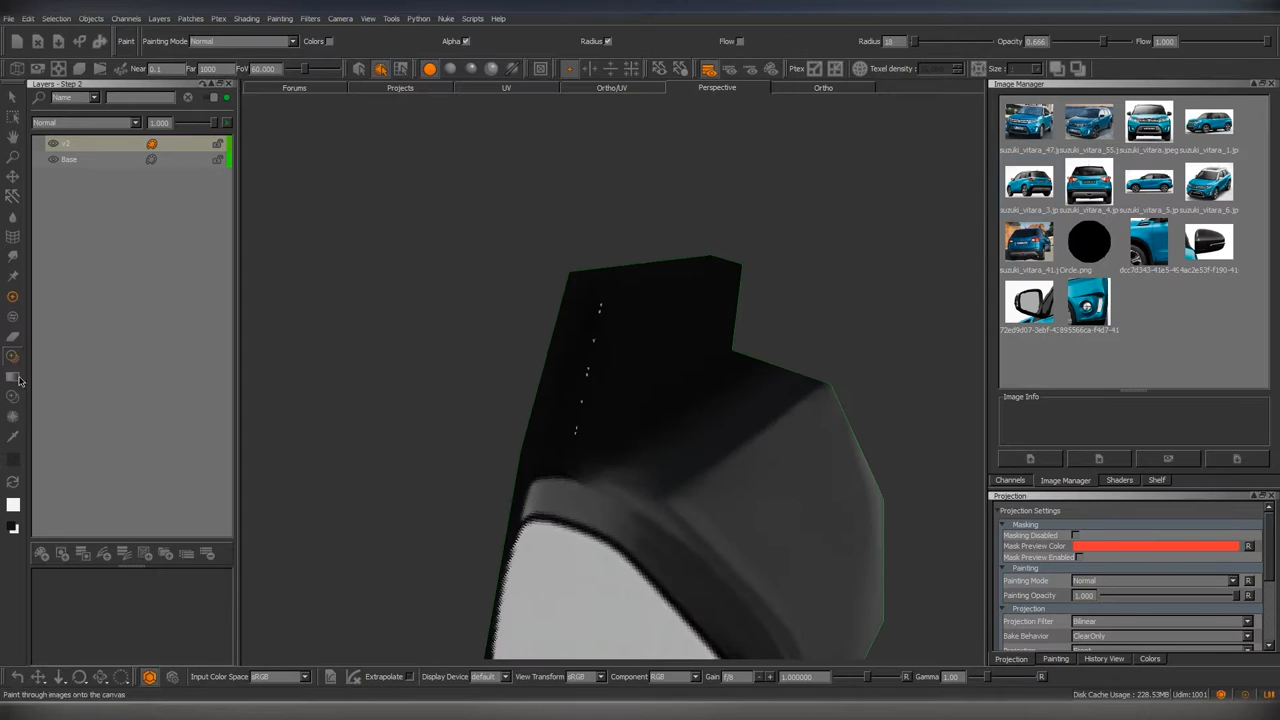 File Edit Selection Objects Channels Layers Patches Ptex Shading Painting Filters Camera View Tools Python Nuke Scripts Help
Paint Painting Mode Normal Colors Alpha Radius Flow Radius 18 Opacity 0.666 Flow 1.000
Near 0.1 Far 1000 FoV 60.000 Ptex Texel density Size :
Layers - Step 2
Forums Projects UV Ortho/UV Perspective Ortho
Image Manager
Name
Normal 1.000
v2
Base
suzuki_vitara_47.j suzuki_vitara_55.j suzuki_vitara.jpeg suzuki_vitara_1.jp
suzuki_vitara_3.jp suzuki_vitara_4.jp suzuki_vitara_5.jp suzuki_vitara_6.jp
suzuki_vitara_41.j Circle.png
Image Info
Channels Image Manager Shaders Shelf
Projection
Projection Settings
Masking
Masking Disabled
Mask Preview Color R
Mask Preview Enabled
Painting
Painting Mode Normal R
Painting Opacity 1.000 R
Projection
Projection Filter Bilinear
Bake Behavior ClearOnly
Projection Painting History View Colors
Input Color Space sRGB Extrapolate Display Device default View Transform sRGB Component RGB Gain f/8 1.000000 R Gamma 1.00 R
Paint through images onto the canvas
Disk Cache Usage : 228.53MB Udim:1001